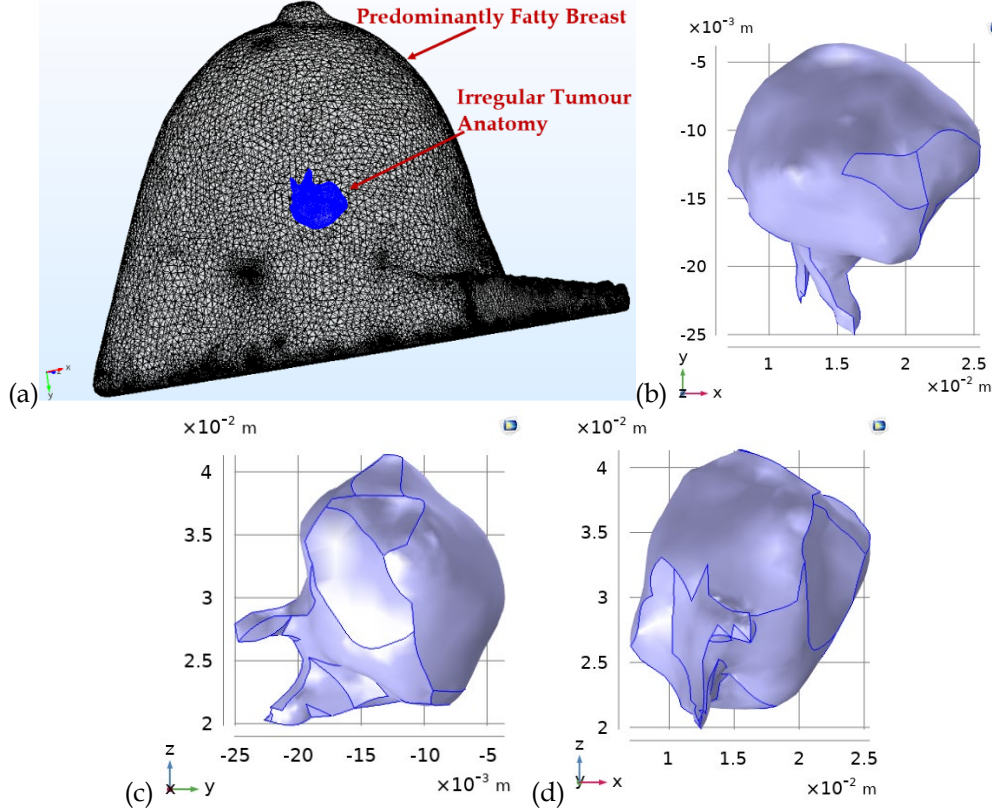 Predominantly Fatty Breast
Irregular Tumour
Anatomy
x
z
y
(a)
×10⁻³ m
-5
-10
-15
-20
-25
1
1.5
2
2.5
×10⁻² m
y
z
x
(b)
×10⁻² m
4
3.5
3
2.5
2
-25
-20
-15
-10
-5
×10⁻³ m
z
x
y
(c)
×10⁻² m
4
3.5
3
2.5
2
1
1.5
2
2.5
×10⁻² m
z
y
x
(d)